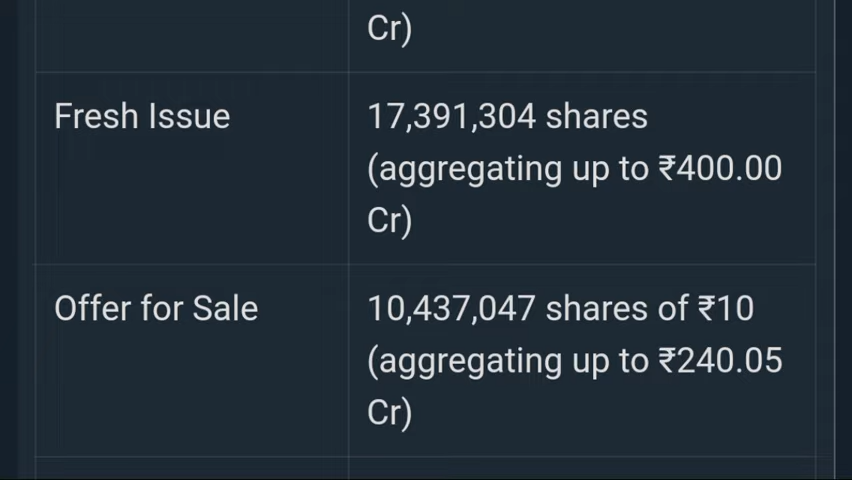 Cr)
Fresh Issue
17,391,304 shares
(aggregating up to ₹400.00
Cr)
Offer for Sale
10,437,047 shares of ₹10
(aggregating up to ₹240.05
Cr)